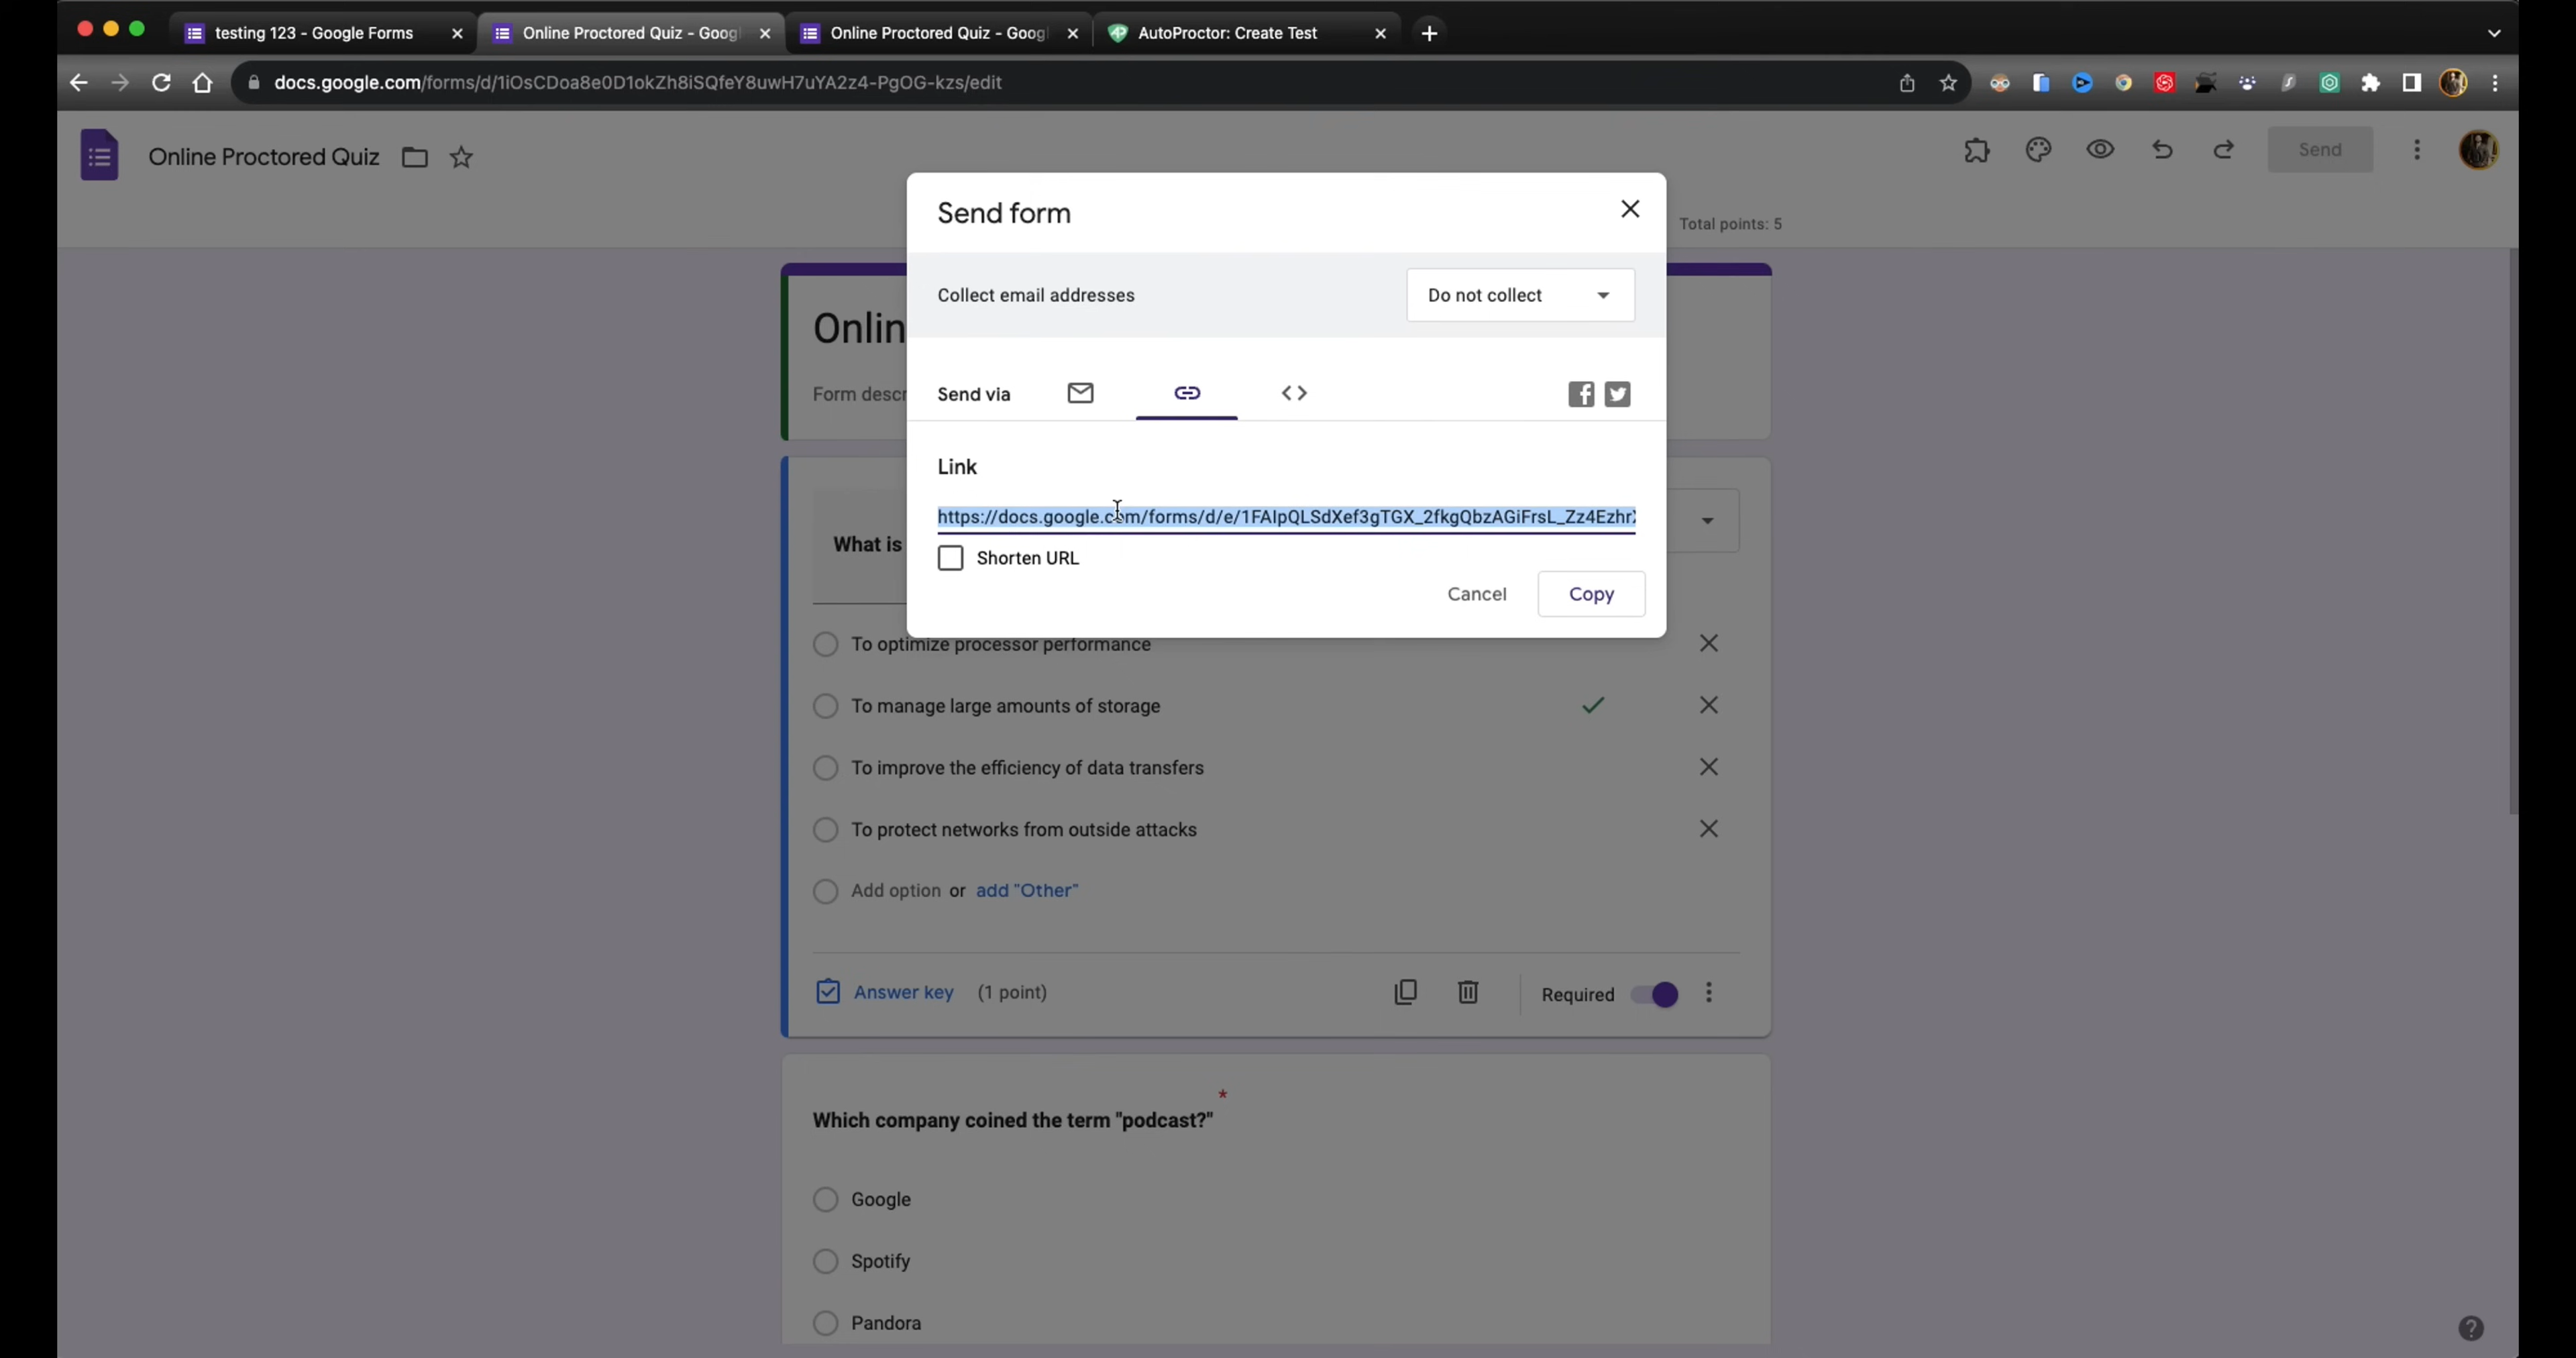 testing 123 - Google Forms
Online Proctored Quiz - Goog
Online Proctored Quiz - Goog
AutoProctor: Create Test
docs.google.com/forms/d/1iOsCDoa8e0D1okZh8iSQfeY8uwH7uYA2z4-PgOG-kzs/edit
Online Proctored Quiz
Send
Send form
Total points: 5
Collect email addresses
Do not collect
Onlin
Form descr
Send via
Link
https://docs.google.com/forms/d/e/1FAIpQLSdXef3gTGX_2fkgQbzAGiFrsL_Zz4Ezhr
What is
Shorten URL
Cancel
Copy
To optimize processor performance
To manage large amounts of storage
To improve the efficiency of data transfers
To protect networks from outside attacks
Add option or add "Other"
Answer key (1 point)
Required
Which company coined the term "podcast?" *
Google
Spotify
Pandora